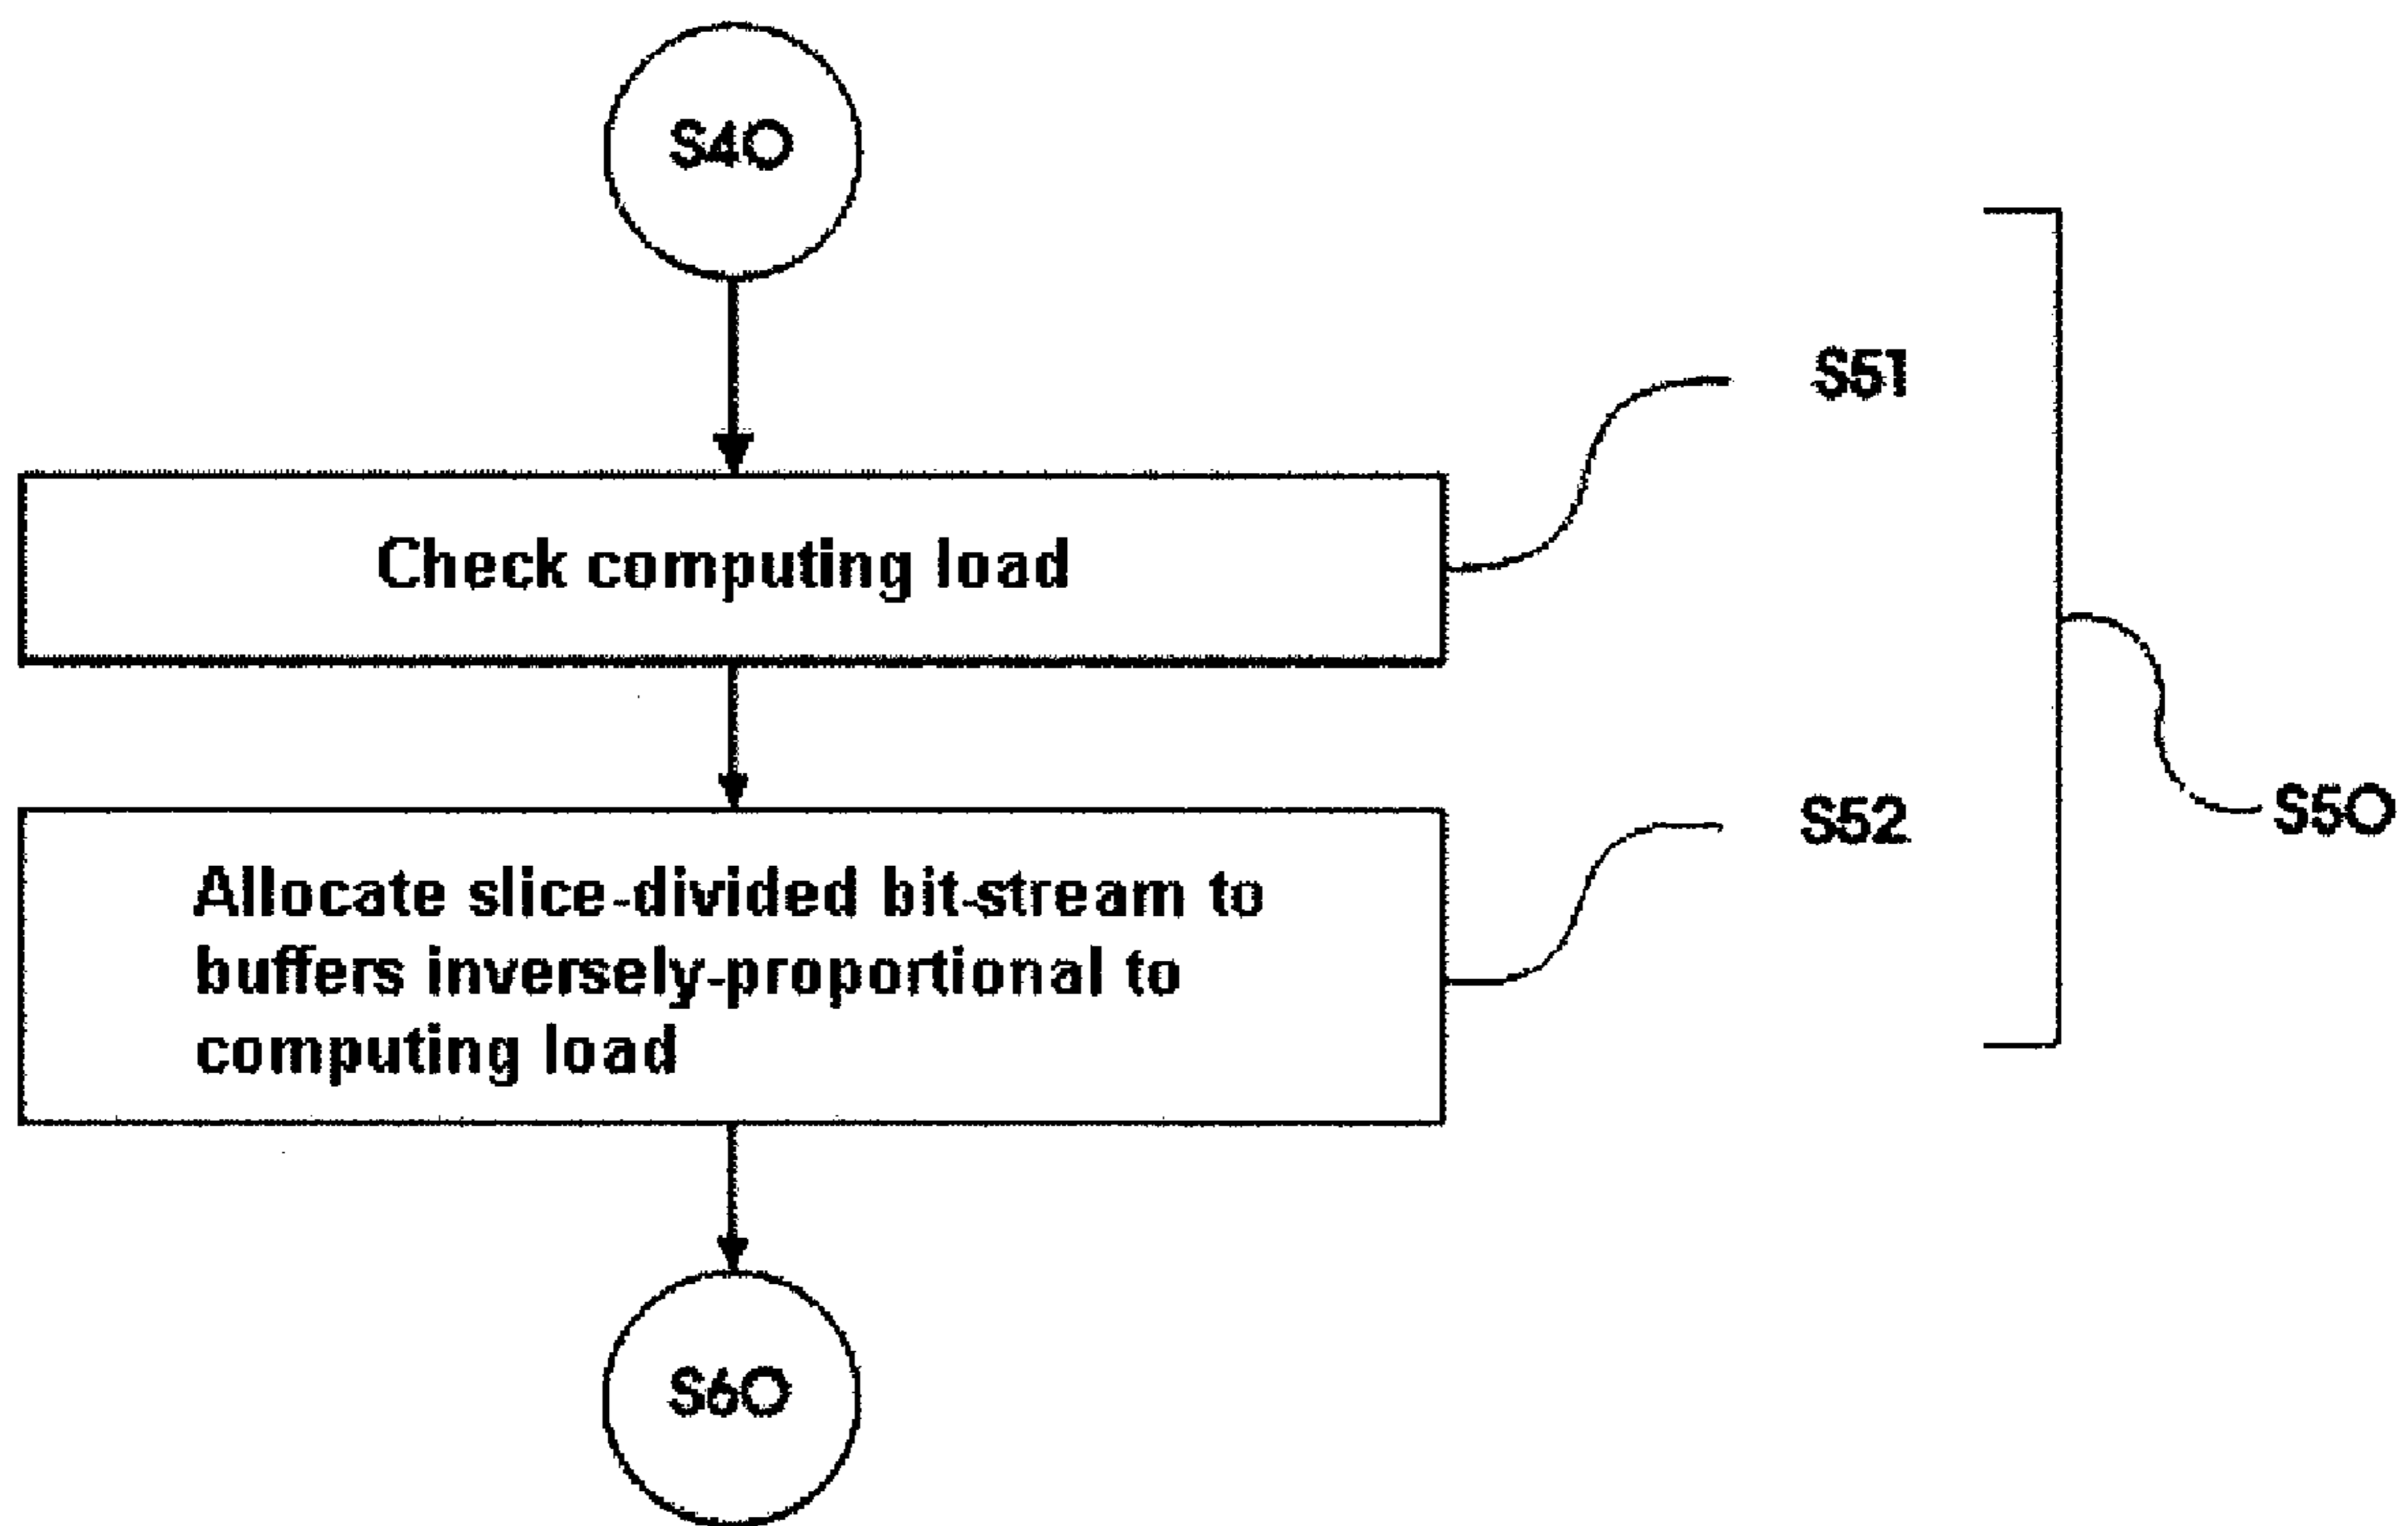 S40
S51
Check computing load
S52
S50
Allocate slice-divided bit-stream to
buffers inversely-proportional to
computing load
S60